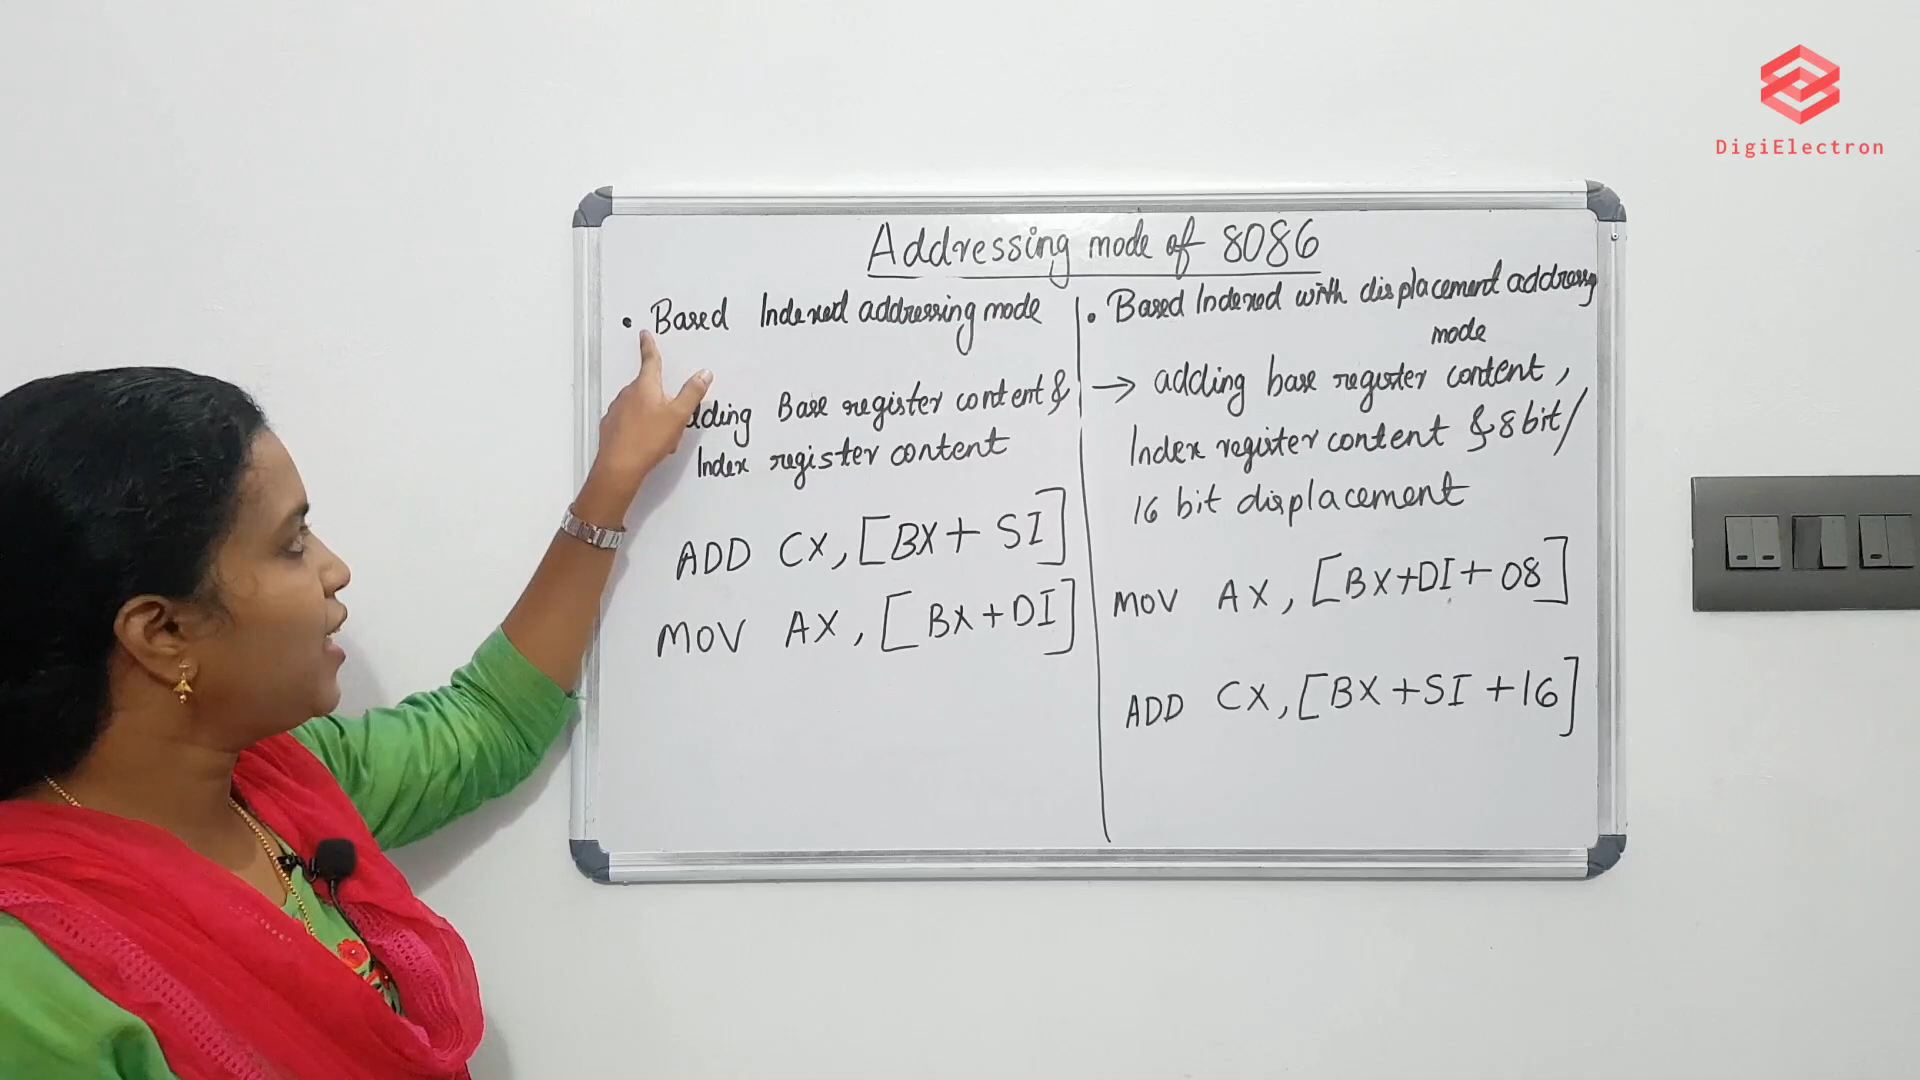 DigiElectron
Addressing mode of 8086
• Based Indexed addressing mode
Base register content &
Index register content
ADD CX, [BX + SI]
MOV AX, [BX+DI]
• Based Indexed with displacement addressing
mode
→ adding base register content,
Index register content & 8 bit/
16 bit displacement
MOV AX, [BX+DI+08]
ADD CX, [BX+SI+16]